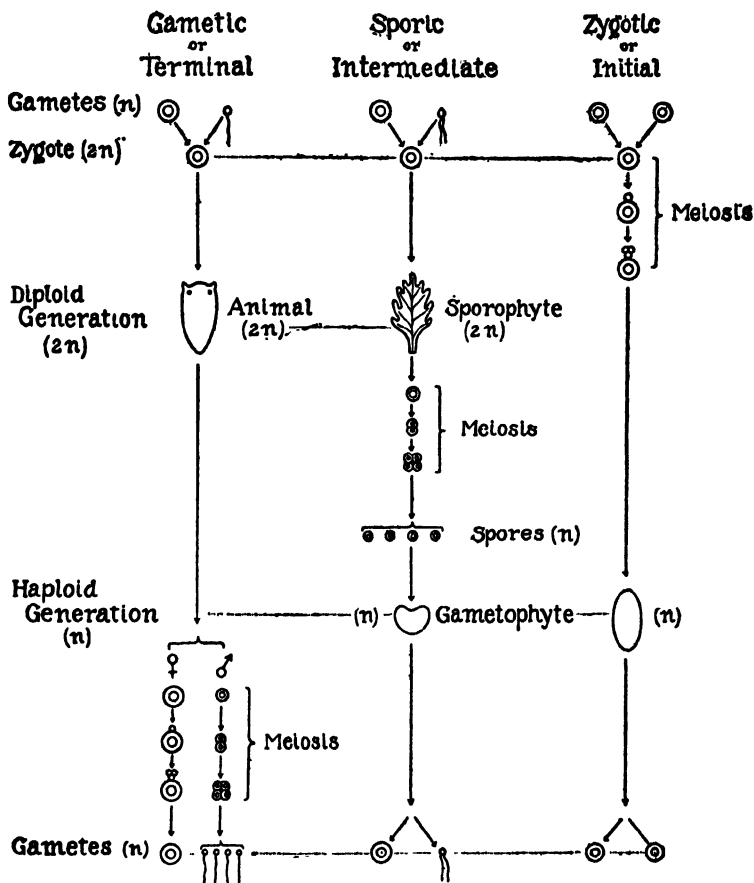 Gametic
or
Terminal
Sporic
or
Intermediate
Zygotic
or
Initial
Gametes (n)
Zygote (2n)
Meiosis
Diploid
Generation
(2n)
Animal
(2n)
Sporophyte
(2n)
Meiosis
Spores (n)
Haploid
Generation
(n)
(n)
Gametophyte
(n)
♀
♂
Meiosis
Gametes (n)